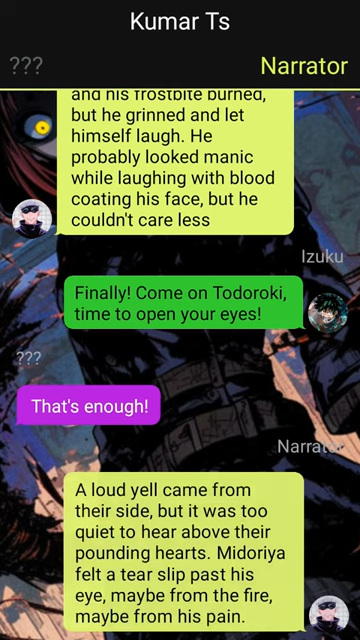 Kumar Ts
???
Narrator
and his frostbite burned,
but he grinned and let
himself laugh. He
probably looked manic
while laughing with blood
coating his face, but he
couldn't care less
Izuku
Finally! Come on Todoroki,
time to open your eyes!
???
That's enough!
Narrator
A loud yell came from
their side, but it was too
quiet to hear above their
pounding hearts. Midoriya
felt a tear slip past his
eye, maybe from the fire,
maybe from his pain.